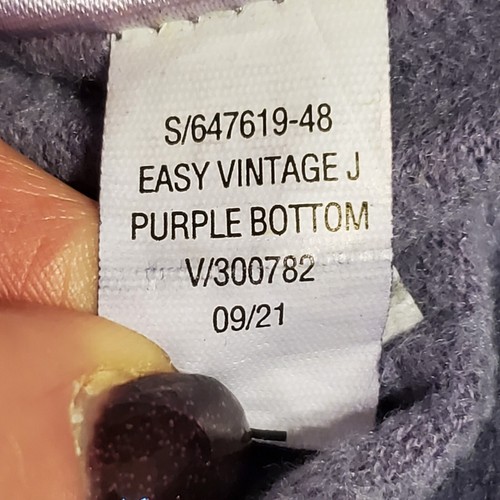 S/647619-48
EASY VINTAGE J
PURPLE BOTTOM
V/300782
09/21